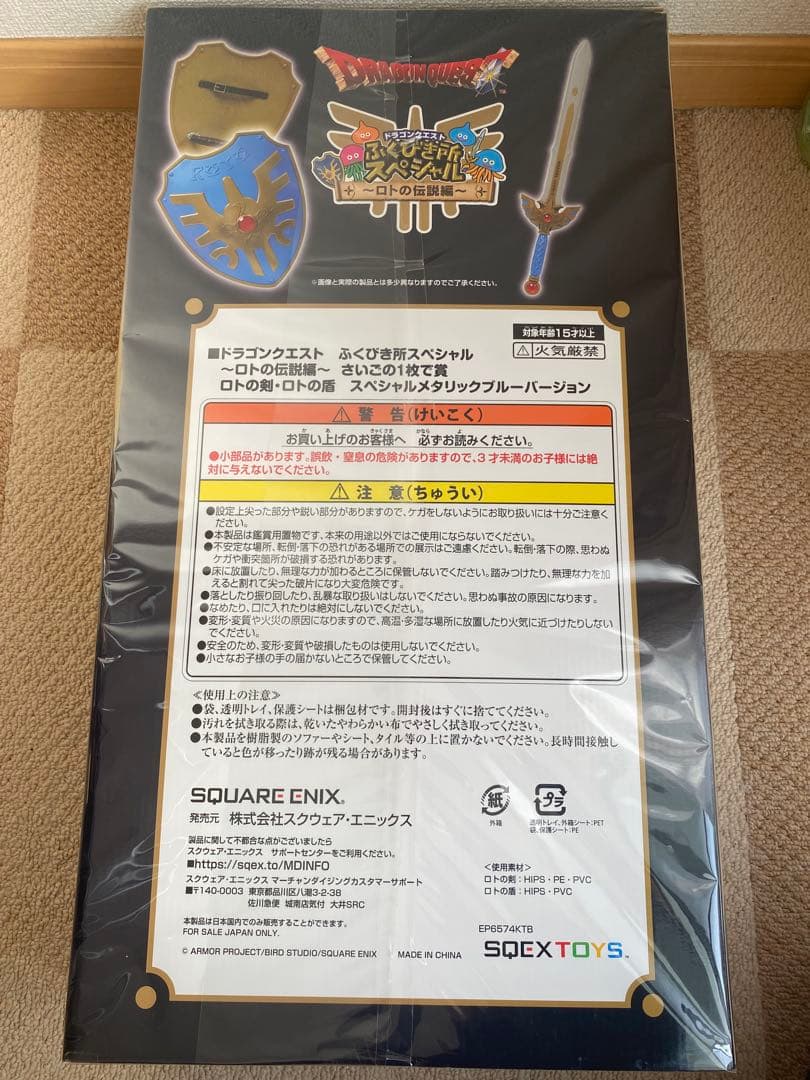 DRAGON QUEST
ドラゴンクエスト
ふくびき所
スペシャル
～ロトの伝説編～
※画像と実際の製品とは多少異なりますのでご了承ください。
対象年齢15才以上
火気厳禁
■ドラゴンクエスト ふくびき所スペシャル
～ロトの伝説編～ さいごの1枚で賞
ロトの剣・ロトの盾 スペシャルメタリックブルーバージョン
警告(けいこく)
お買い上げのお客様へ 必ずお読みください。
●小部品があります。誤飲・窒息の危険がありますので、3才未満のお子様には絶
対に与えないでください。
注意(ちゅうい)
●設定上尖った部分や鋭い部分がありますので、ケガをしないようにお取り扱いには十分ご注意く
ださい。
●本製品は鑑賞用置物です、本来の用途以外ではご使用にならないでください。
●不安定な場所、転倒・落下の恐れがある場所での展示はご遠慮ください。転倒・落下の際、思わぬ
ケガや衝突箇所が破損する恐れがあります。
●床に放置したり、無理な力が加わるところに保管しないでください。踏みつけたり、無理な力を加
えると割れて尖った破片になり大変危険です。
●落としたり振り回したり、乱暴な取り扱いはしないでください。思わぬ事故の原因になります。
●なめたり、口に入れたりは絶対にしないでください。
●変形・変質や火災の原因になりますので、高温・多湿な場所に放置したり火気に近づけたりしない
でください。
●安全のため、変形・変質や破損したものは使用しないでください。
●小さなお子様の手の届かないところで保管してください。
≪使用上の注意≫
●袋、透明トレイ、保護シートは梱包材です。開封後はすぐに捨ててください。
●汚れを拭き取る際は、乾いたやわらかい布でやさしく拭き取ってください。
●本製品を樹脂製のソファーやシート、タイル等の上に置かないでください。長時間接触し
ていると色が移ったり跡が残る場合があります。
SQUARE ENIX®
発売元 株式会社スクウェア・エニックス
紙
外箱
プラ
透明トレイ、外箱シート:PET
袋、保護シート:PE
製品に関して不都合な点がございましたら
スクウェア・エニックス サポートセンターをご利用ください。
■https://sqex.to/MDINFO
スクウェア・エニックス マーチャンダイジングカスタマーサポート
■〒140-0003 東京都品川区八潮3-2-38
佐川急便 城南店気付 大井SRC
<使用素材>
ロトの剣:HIPS・PE・PVC
ロトの盾:HIPS・PVC
本製品は日本国内でのみ販売することができます。
FOR SALE JAPAN ONLY.
EP6574KTB
© ARMOR PROJECT/BIRD STUDIO/SQUARE ENIX MADE IN CHINA
SQEXTOYS™